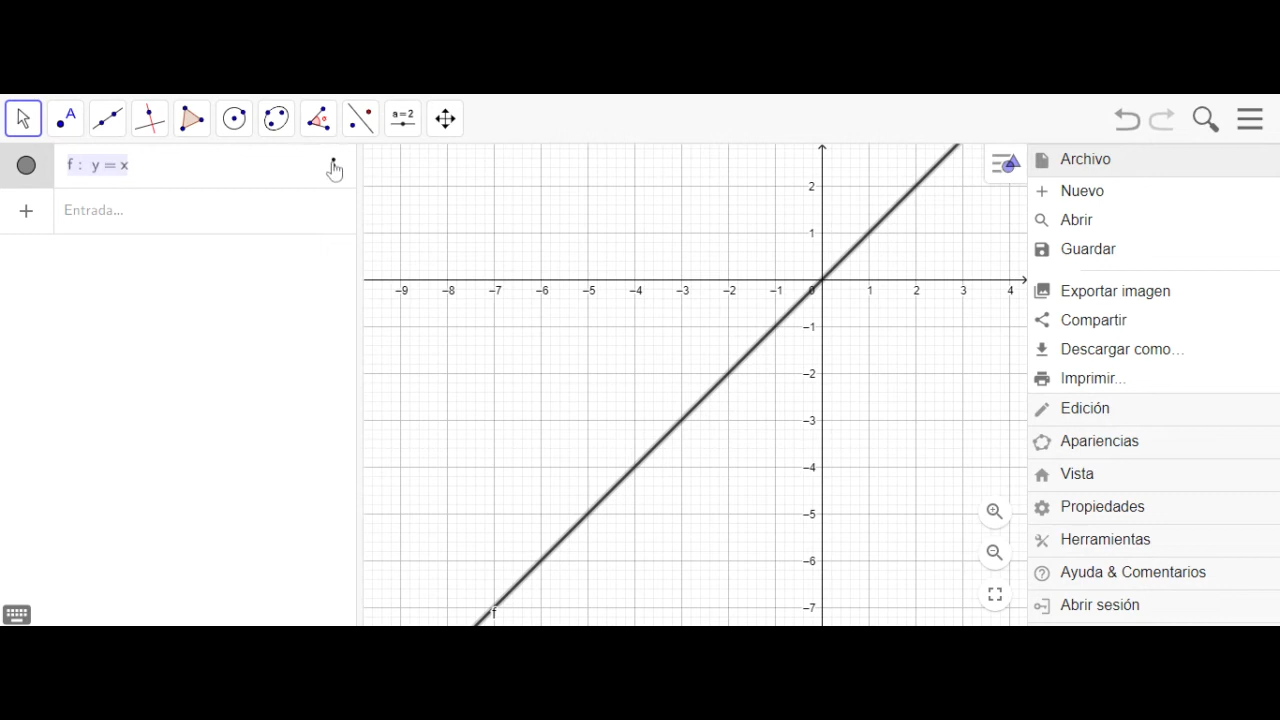 A
a=2
f : y = x
Entrada...
2
1
−9 −8 −7 −6 −5 −4 −3 −2 −1 0 1 2 3 4
−1
−2
−3
−4
−5
−6
−7
f
Archivo
Nuevo
Abrir
Guardar
Exportar imagen
Compartir
Descargar como...
Imprimir...
Edición
Apariencias
Vista
Propiedades
Herramientas
Ayuda & Comentarios
Abrir sesión